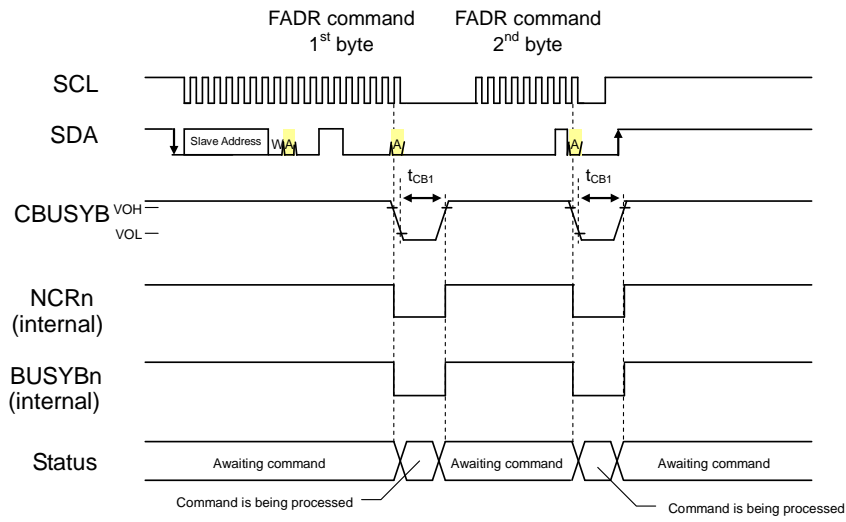 FADR command
1st byte
FADR command
2nd byte
SCL
SDA
Slave Address
W
A
A
A
tCB1
tCB1
CBUSYB
VOH
VOL
NCRn
(internal)
BUSYBn
(internal)
Status
Awaiting command
Awaiting command
Awaiting command
Command is being processed
Command is being processed